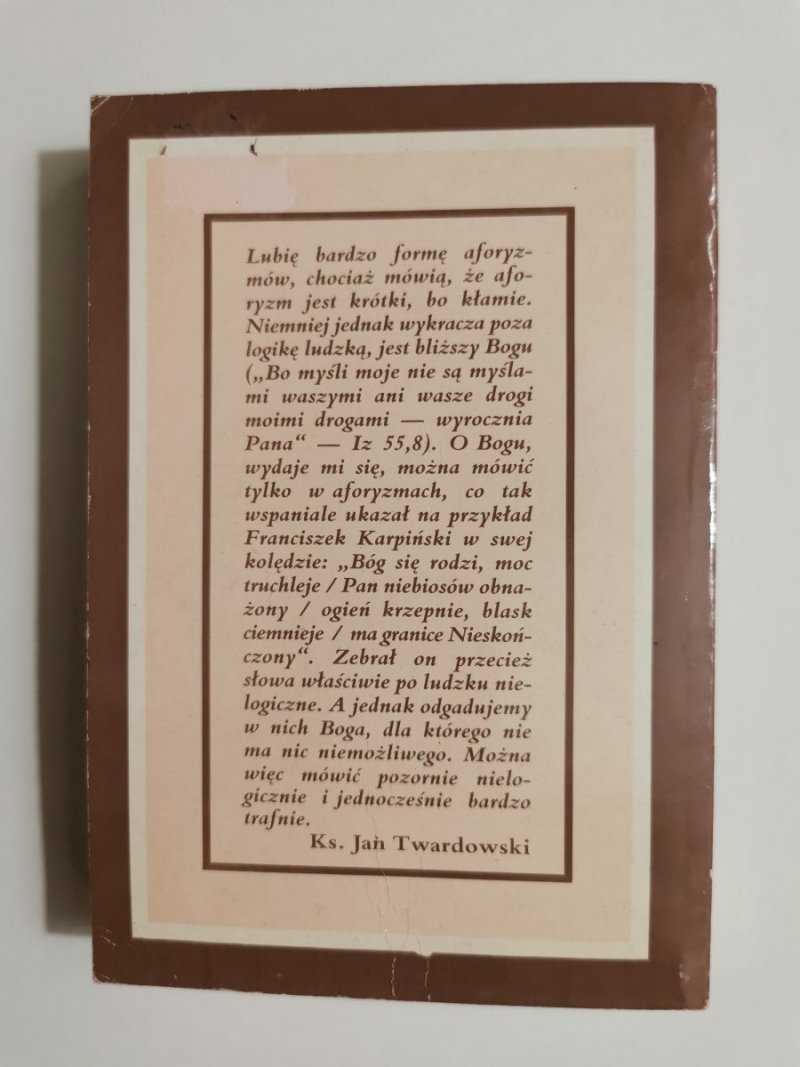 Lubię bardzo formę aforyz-
mów, chociaż mówią, że afo-
ryzm jest krótki, bo kłamie.
Niemniej jednak wykracza poza
logikę ludzką, jest bliższy Bogu
(„Bo myśli moje nie są myśla-
mi waszymi ani wasze drogi
moimi drogami — wyrocznia
Pana“ — Iz 55,8). O Bogu,
wydaje mi się, można mówić
tylko w aforyzmach, co tak
wspaniale ukazał na przykład
Franciszek Karpiński w swej
kolędzie: „Bóg się rodzi, moc
truchleje / Pan niebiosów obna-
żony / ogień krzepnie, blask
ciemnieje / ma granice Nieskoń-
czony“. Zebrał on przecież
słowa właściwie po ludzku nie-
logiczne. A jednak odgadujemy
w nich Boga, dla którego nie
ma nic niemożliwego. Można
więc mówić pozornie nielo-
gicznie i jednocześnie bardzo
trafnie.
Ks. Jan Twardowski